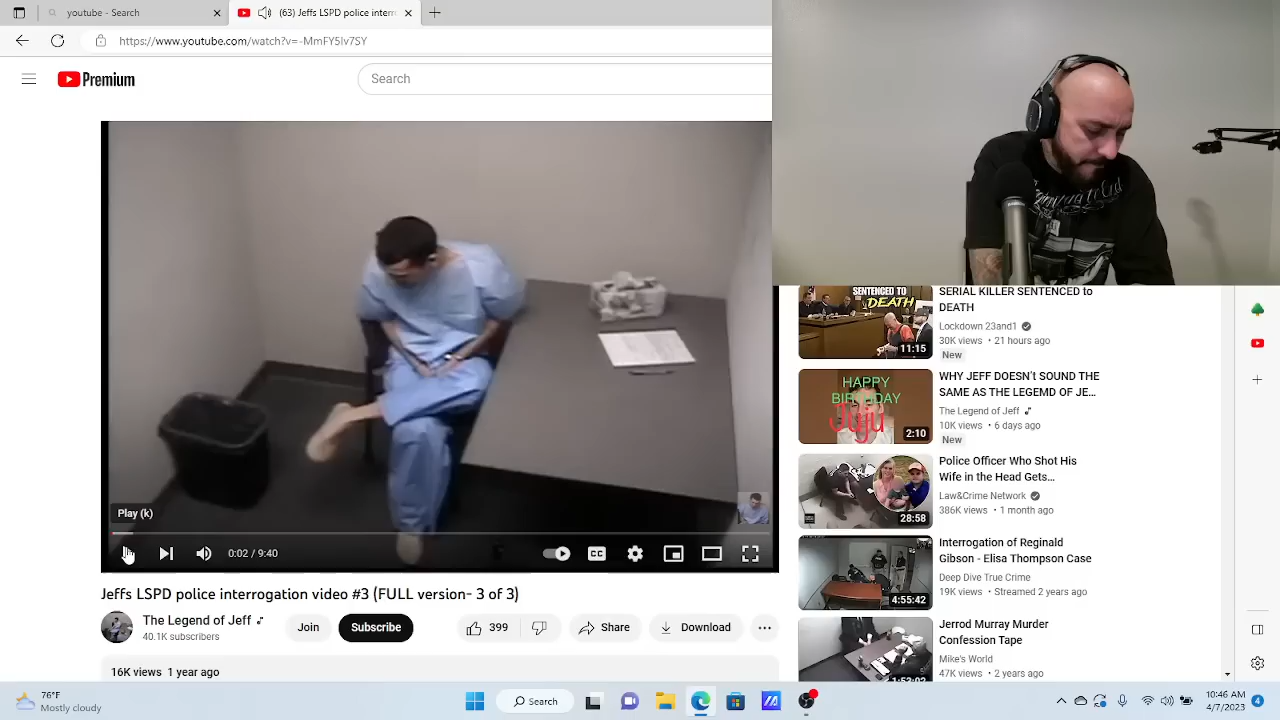 youtube - Search
(63) Jeffs LSPD police interr
https://www.youtube.com/watch?v=-MmFY5lv7SY
Premium
Search
Play (k)
0:02 / 9:40
CC
Jeffs LSPD police interrogation video #3 (FULL version- 3 of 3)
The Legend of Jeff
40.1K subscribers
Join
Subscribe
399
Share
Download
16K views 1 year ago
SENTENCED TO
DEATH
11:15
SERIAL KILLER SENTENCED to
DEATH
Lockdown 23and1
30K views • 21 hours ago
New
HAPPY
BIRTHDAY
Juju
2:10
WHY JEFF DOESN't SOUND THE
SAME AS THE LEGEMD OF JE...
The Legend of Jeff
10K views • 6 days ago
New
28:58
Police Officer Who Shot His
Wife in the Head Gets...
Law&Crime Network
386K views • 1 month ago
4:55:42
Interrogation of Reginald
Gibson - Elisa Thompson Case
Deep Dive True Crime
19K views • Streamed 2 years ago
1:53:02
Jerrod Murray Murder
Confession Tape
Mike's World
47K views • 2 years ago
76°F
Mostly cloudy
Search
10:46 AM
4/7/2023
4